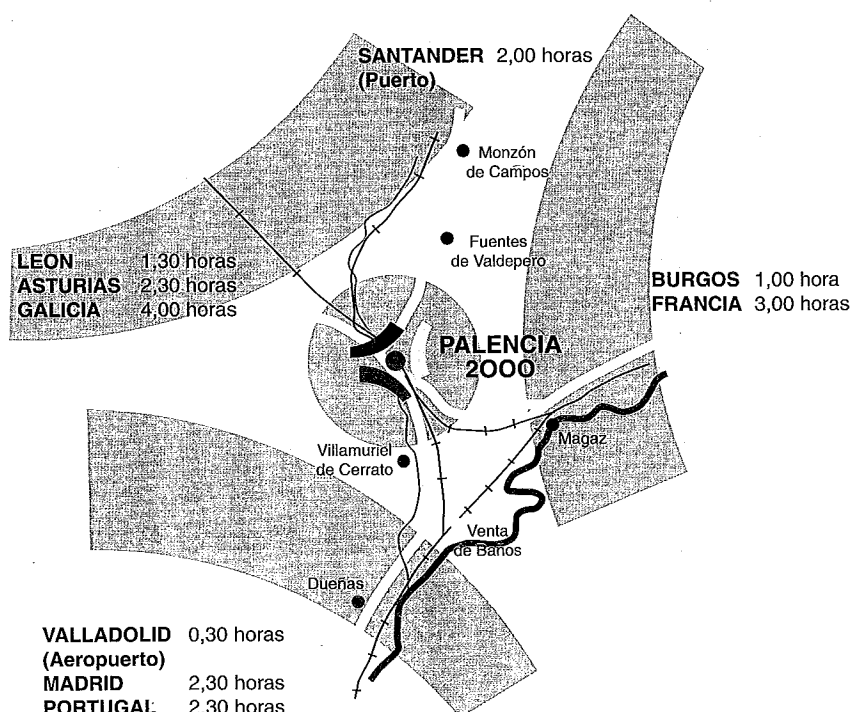 SANTANDER 2,00 horas
(Puerto)
Monzón
de Campos
Fuentes
de Valdepero
LEON 1,30 horas
ASTURIAS 2,30 horas
GALICIA 4,00 horas
BURGOS 1,00 hora
FRANCIA 3,00 horas
PALENCIA
2000
Magaz
Villamuriel
de Cerrato
Venta
de Baños
Dueñas
VALLADOLID 0,30 horas
(Aeropuerto)
MADRID 2,30 horas
PORTUGAL 2,30 horas